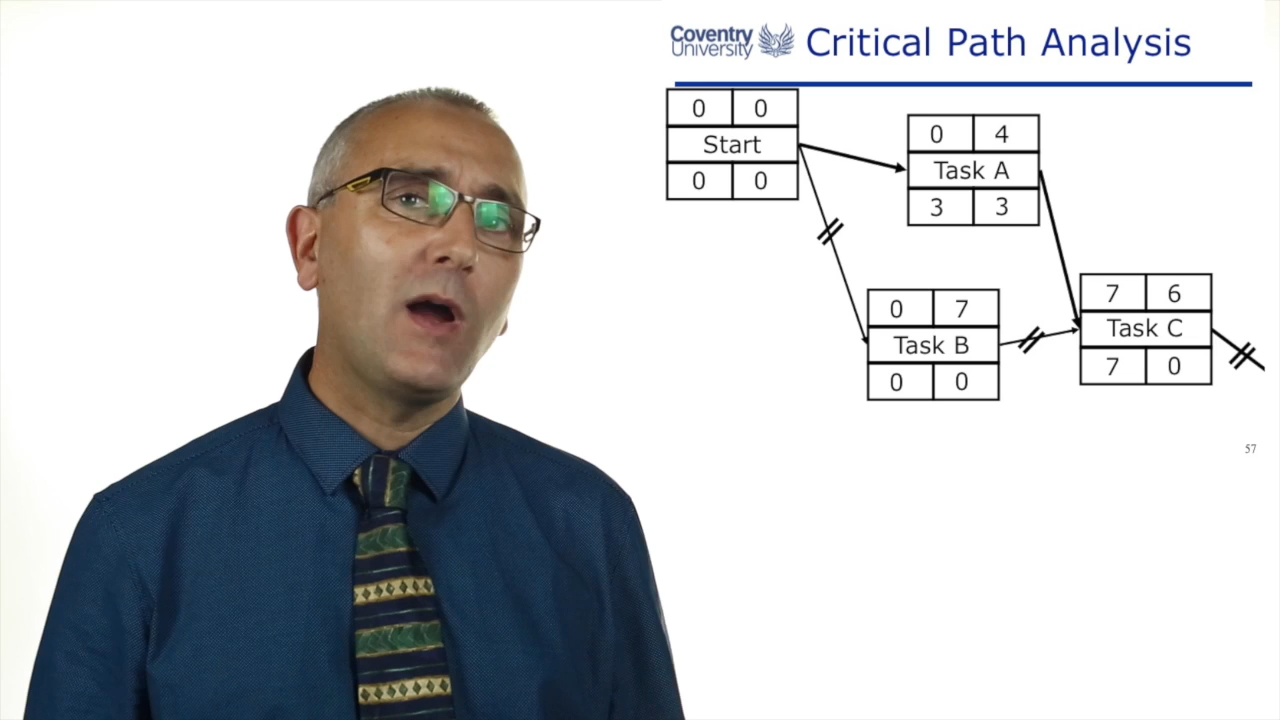 Coventry
University
Critical Path Analysis
0 0
Start
0 0
0 4
Task A
3 3
0 7
Task B
0 0
7 6
Task C
7 0
57